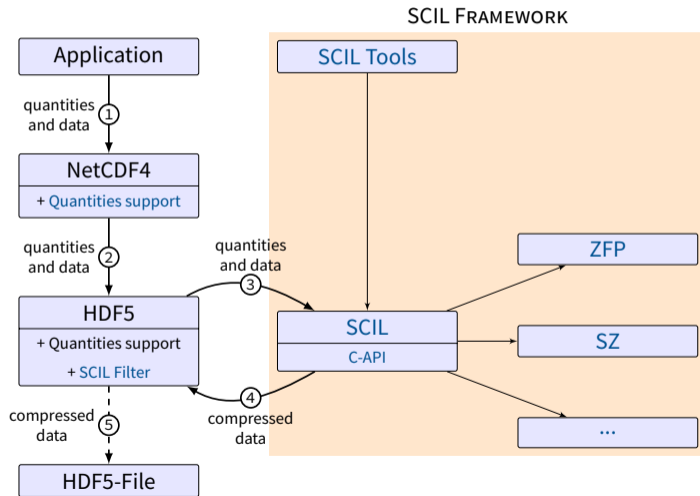 SCIL FRAMEWORK
Application
SCIL Tools
quantities
and data
1
NetCDF4
+ Quantities support
quantities
and data
2
quantities
and data
3
ZFP
HDF5
+ Quantities support
+ SCIL Filter
SCIL
C-API
SZ
4
compressed
data
compressed
data
5
...
HDF5-File